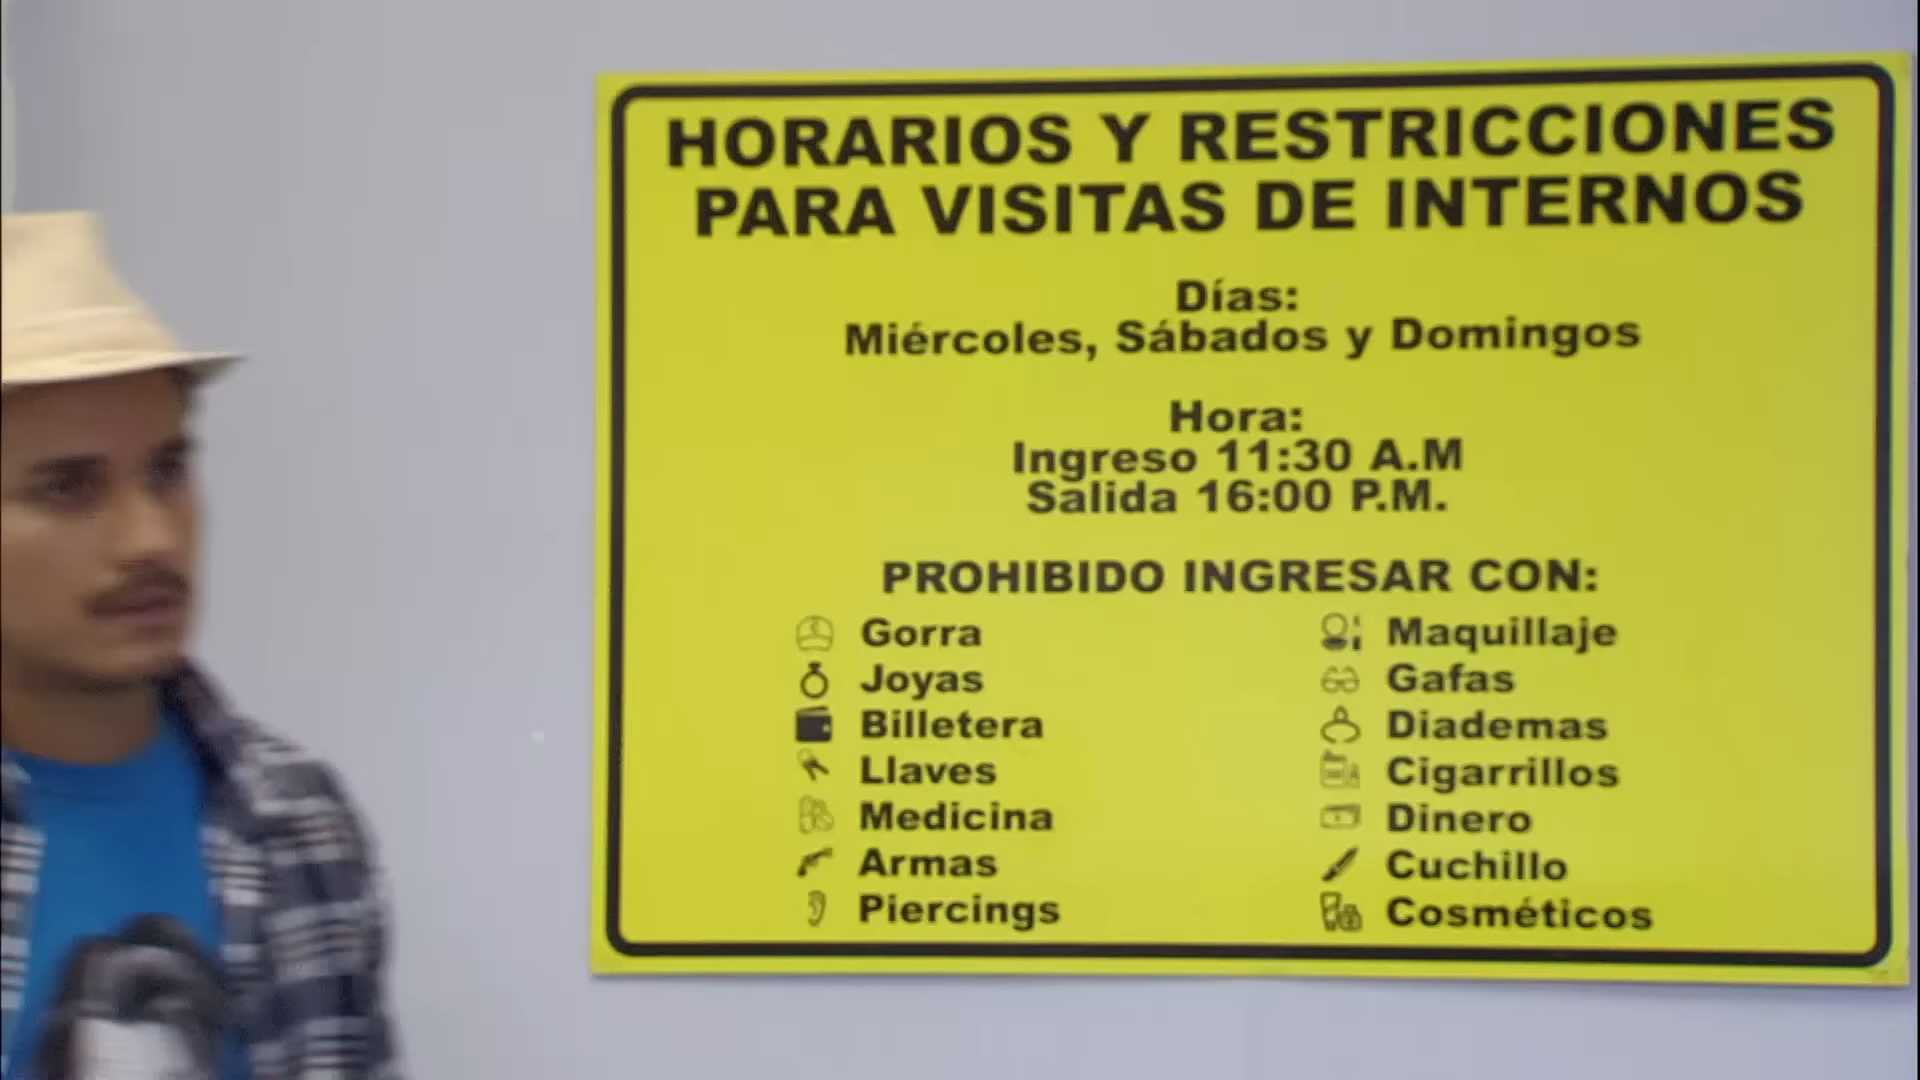 HORARIOS Y RESTRICCIONES
PARA VISITAS DE INTERNOS
Días:
Miércoles, Sábados y Domingos
Hora:
Ingreso 11:30 A.M
Salida 16:00 P.M.
PROHIBIDO INGRESAR CON:
Gorra
Joyas
Billetera
Llaves
Medicina
Armas
Piercings
Maquillaje
Gafas
Diademas
Cigarrillos
Dinero
Cuchillo
Cosméticos